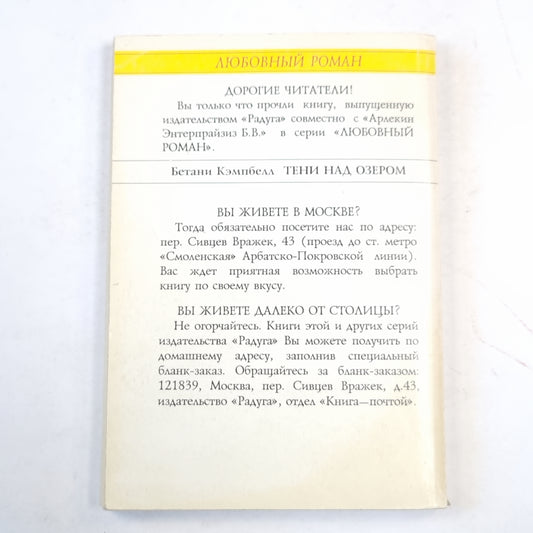 ЛЮБОВНЫЙ РОМАН
ДОРОГИЕ ЧИТАТЕЛИ!
Вы только что прочли книгу, выпущенную
издательством «Радуга» совместно с «Арлекин
Энтерпрайзиз Б.В.» в серии «ЛЮБОВНЫЙ
РОМАН».
Бетани Кэмпбелл ТЕНИ НАД ОЗЕРОМ
ВЫ ЖИВЕТЕ В МОСКВЕ?
Тогда обязательно посетите нас по адресу:
пер. Сивцев Вражек, 43 (проезд до ст. метро
«Смоленская» Арбатско-Покровской линии).
Вас ждет приятная возможность выбрать
книгу по своему вкусу.
ВЫ ЖИВЕТЕ ДАЛЕКО ОТ СТОЛИЦЫ?
Не огорчайтесь. Книги этой и других серий
издательства «Радуга» Вы можете получить по
домашнему адресу, заполнив специальный
бланк-заказ. Обращайтесь за бланк-заказом:
121839, Москва, пер. Сивцев Вражек, д.43,
издательство «Радуга», отдел «Книга—почтой».